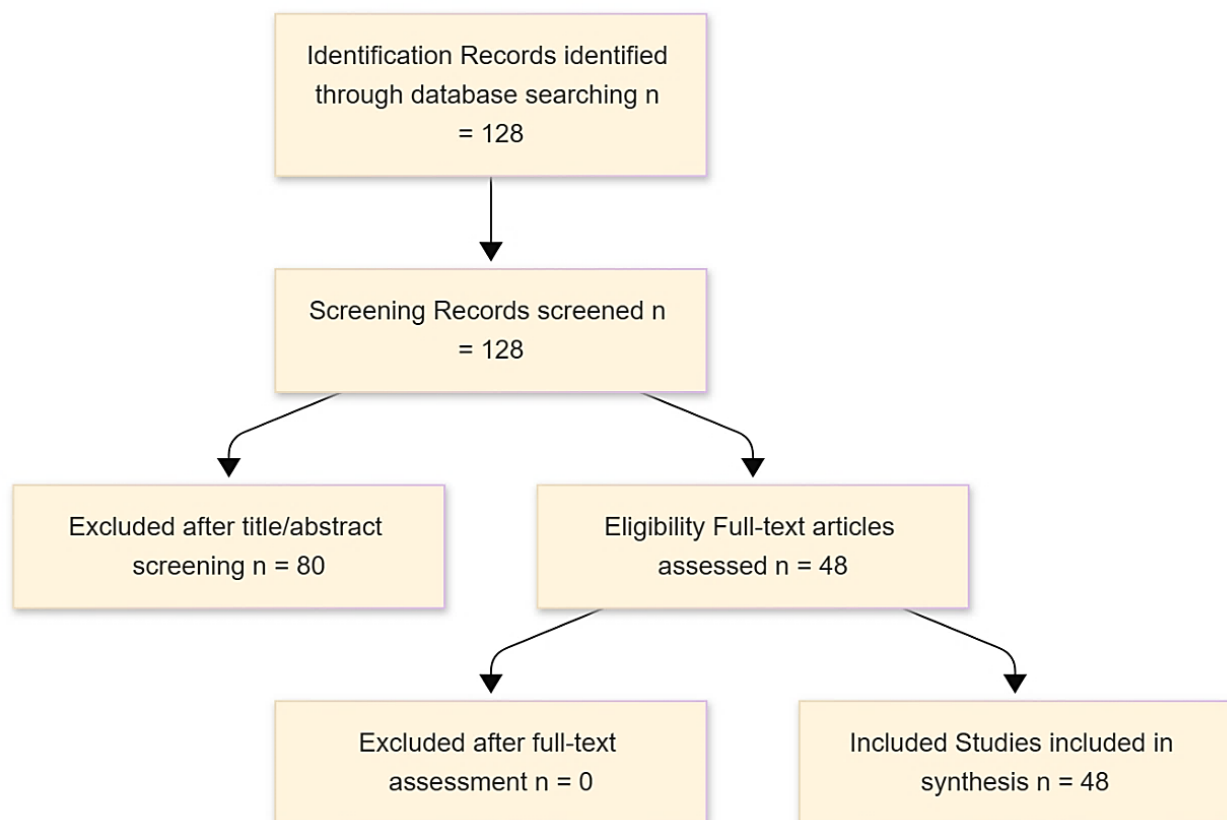 Identification Records identified
through database searching n
= 128
Screening Records screened n
= 128
Excluded after title/abstract
screening n = 80
Eligibility Full-text articles
assessed n = 48
Excluded after full-text
assessment n = 0
Included Studies included in
synthesis n = 48